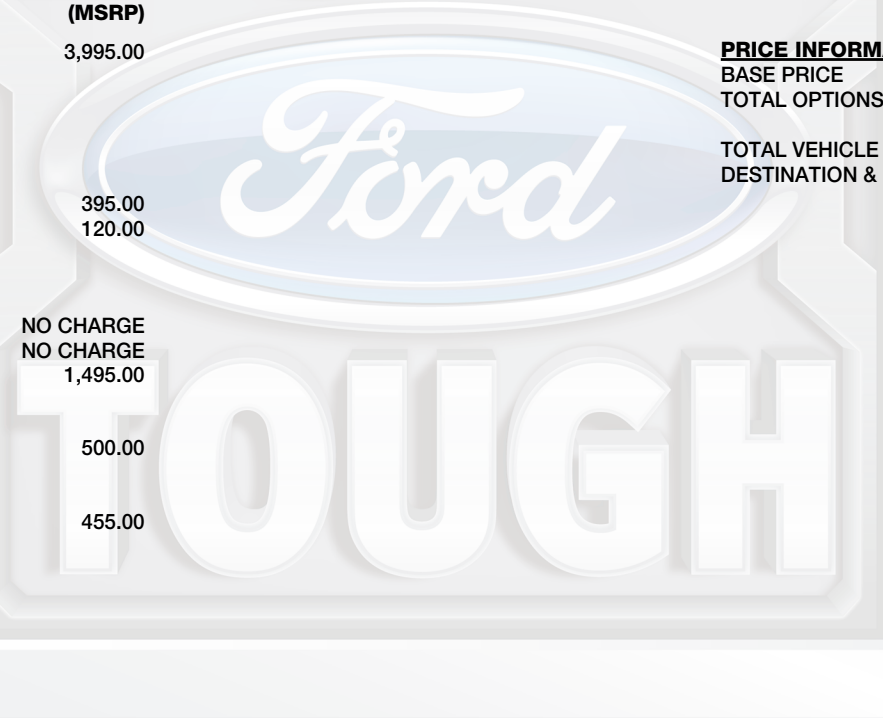 (MSRP)
3,995.00
395.00
120.00
NO CHARGE
NO CHARGE
1,495.00
500.00
455.00
PRICE INFORM
BASE PRICE
TOTAL OPTIONS
TOTAL VEHICLE
DESTINATION &
Ford
TOUGH